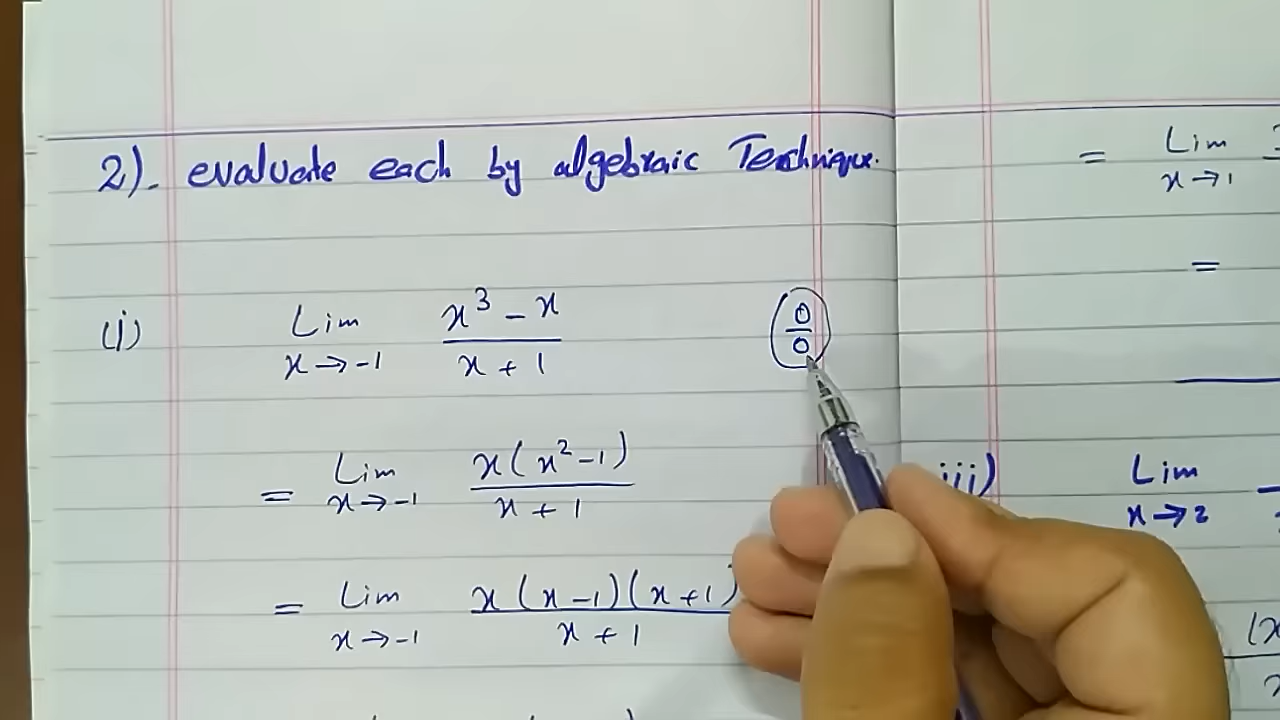 2). evaluate each by algebraic Technique.
(i) Lim x→-1 x³ - x / x + 1 (0/0)
= Lim x→-1 x(x²-1) / x + 1
= Lim x→-1 x(x-1)(x+1) / x + 1
= Lim x→1
=
iii) Lim x→2